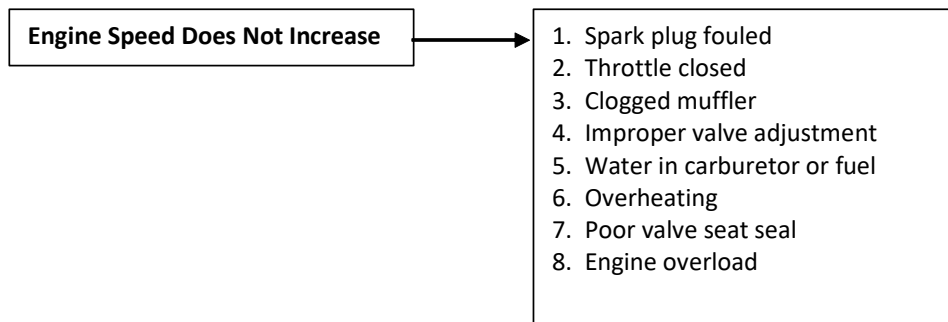 Engine Speed Does Not Increase
1. Spark plug fouled
2. Throttle closed
3. Clogged muffler
4. Improper valve adjustment
5. Water in carburetor or fuel
6. Overheating
7. Poor valve seat seal
8. Engine overload